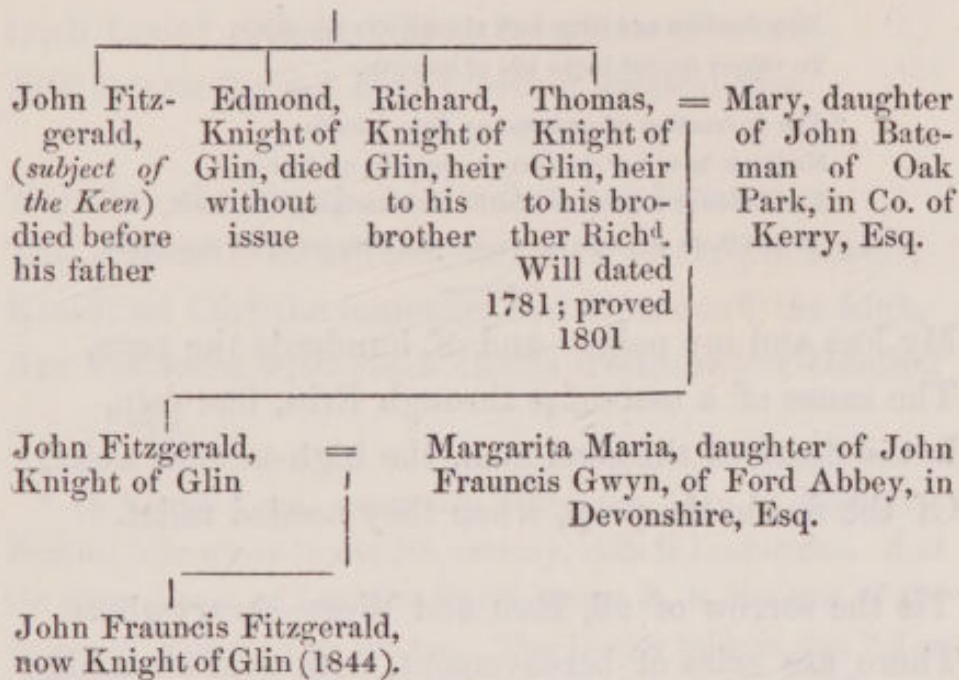 John Fitz-
gerald,
(subject of
the Keen)
died before
his father
Edmond,
Knight of
Glin, died
without
issue
Richard,
Knight of
Glin, heir
to his
brother
Thomas,
Knight of
Glin, heir
to his bro-
ther Richᵈ.
Will dated
1781; proved
1801
=
Mary, daughter
of John Bate-
man of Oak
Park, in Co. of
Kerry, Esq.
John Fitzgerald,
Knight of Glin
=
Margarita Maria, daughter of John
Frauncis Gwyn, of Ford Abbey, in
Devonshire, Esq.
John Frauncis Fitzgerald,
now Knight of Glin (1844).